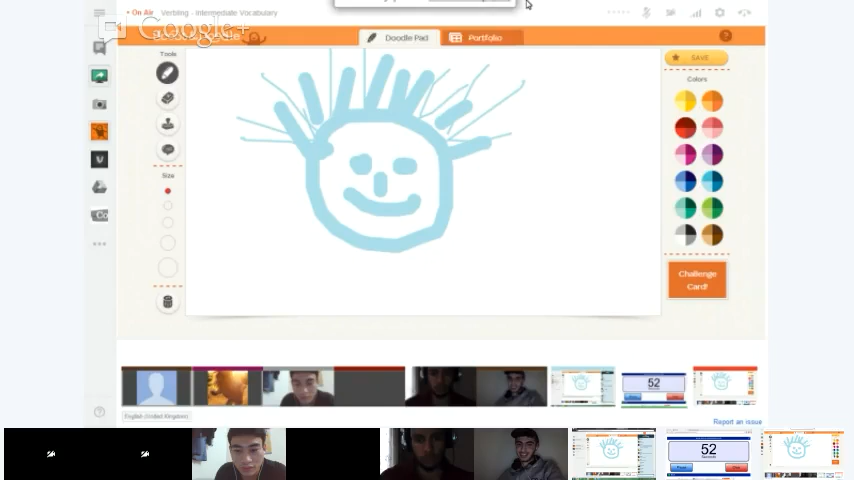 On Air Verbling - Intermediate Vocabulary
Google+
Doodle Pad
Portfolio
?
Tools
Size
SAVE
Colors
Challenge
Card!
Co
52
English (United Kingdom)
Report an issue
52